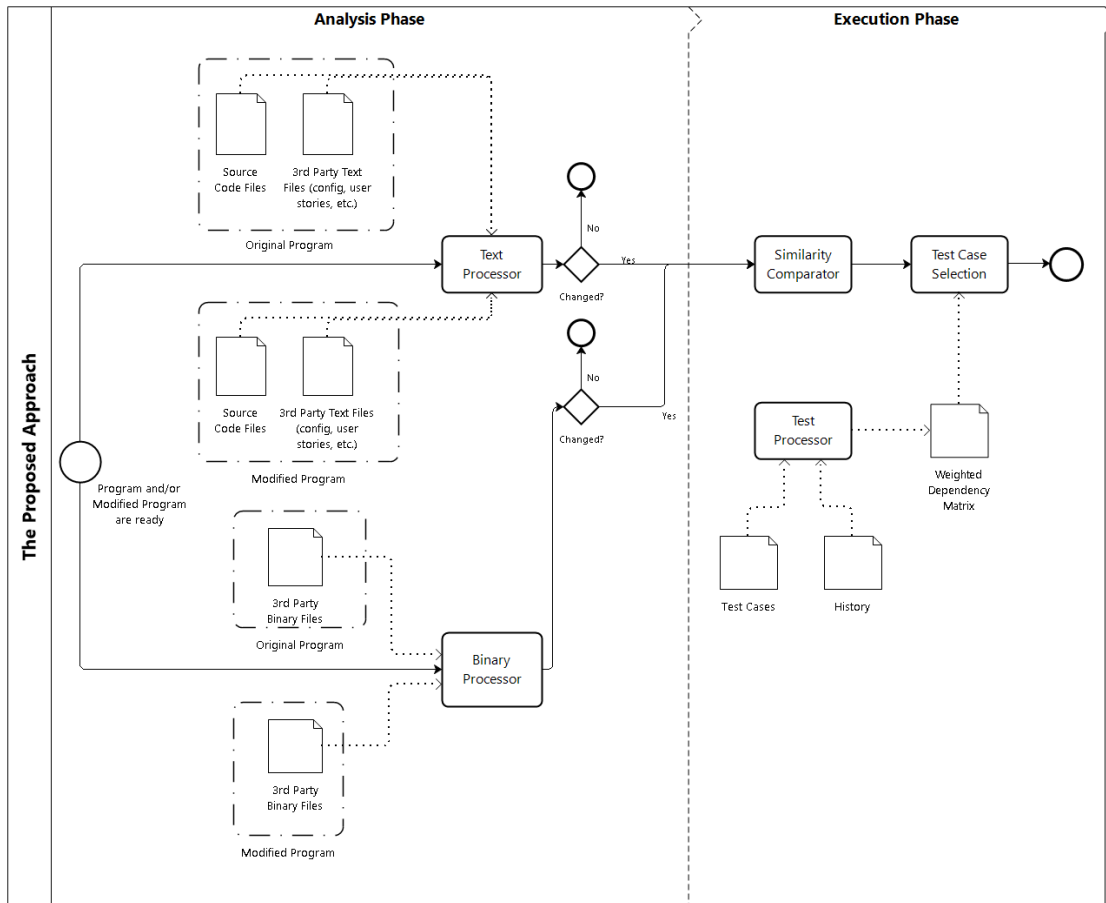 Analysis Phase
Execution Phase
The Proposed Approach
Source
Code Files
3rd Party Text
Files (config, user
stories, etc.)
Original Program
Text
Processor
No
Yes
Changed?
Similarity
Comparator
Test Case
Selection
Source
Code Files
3rd Party Text Files
(config, user
stories, etc.)
Modified Program
No
Yes
Changed?
Test
Processor
Weighted
Dependency
Matrix
Program and/or
Modified Program
are ready
3rd Party
Binary Files
Original Program
Test Cases
History
Binary
Processor
3rd Party
Binary Files
Modified Program